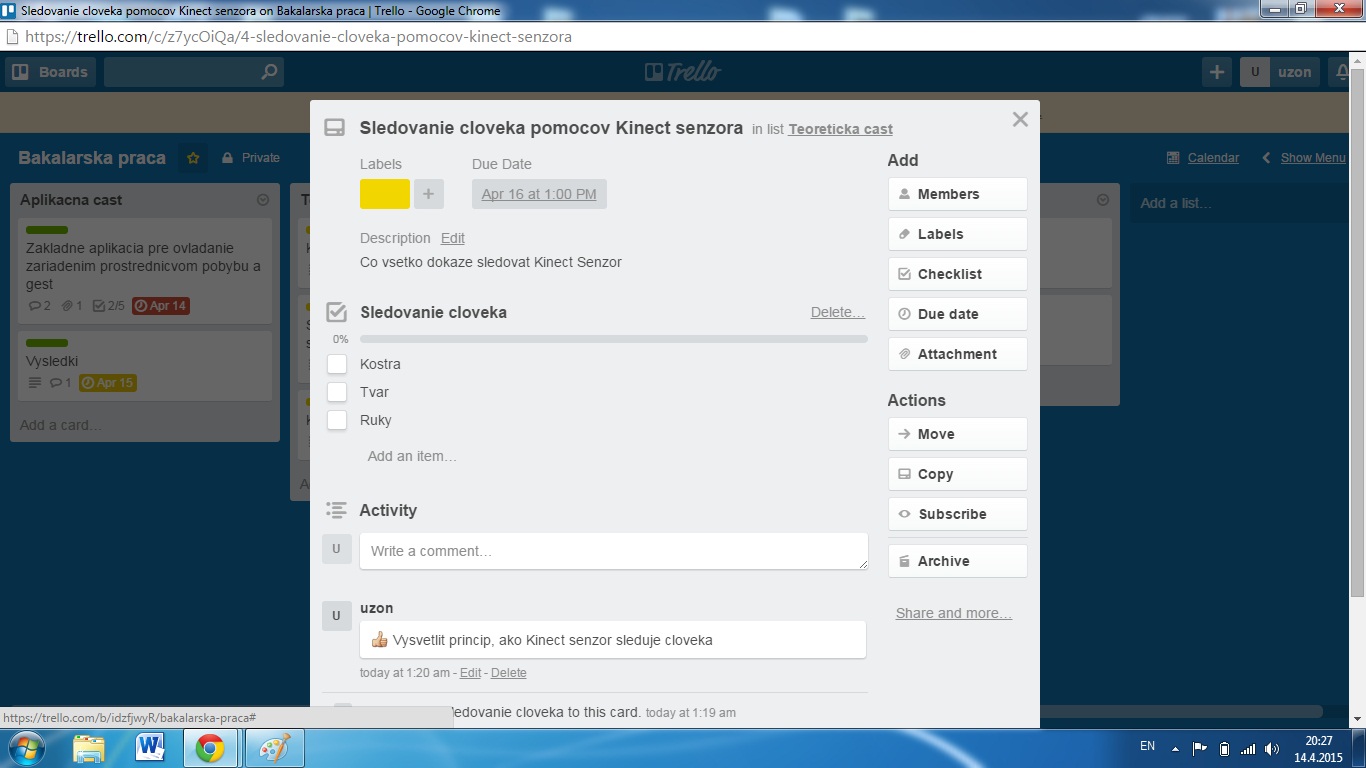 Sledovanie cloveka pomocov Kinect senzora on Bakalarska praca | Trello - Google Chrome
https://trello.com/c/z7ycOiQa/4-sledovanie-cloveka-pomocov-kinect-senzora
Boards
Trello
U uzon
Bakalarska praca
Private
Calendar
Show Menu
Aplikacna cast
Zakladne aplikacia pre ovladanie
zariadenim prostrednicvom pobybu a
gest
2 1 2/5 Apr 14
Vysledki
1 Apr 15
Add a card…
Add a list…
Sledovanie cloveka pomocov Kinect senzora in list Teoreticka cast
Labels Due Date
+ Apr 16 at 1:00 PM
Description Edit
Co vsetko dokaze sledovat Kinect Senzor
Sledovanie cloveka Delete…
0%
Kostra
Tvar
Ruky
Add an item…
Activity
U Write a comment…
U uzon
Vysvetlit princip, ako Kinect senzor sleduje cloveka
today at 1:20 am - Edit - Delete
ledovanie cloveka to this card. today at 1:19 am
Add
Members
Labels
Checklist
Due date
Attachment
Actions
Move
Copy
Subscribe
Archive
Share and more…
https://trello.com/b/idzfjwyR/bakalarska-praca#
EN
20:27
14.4.2015